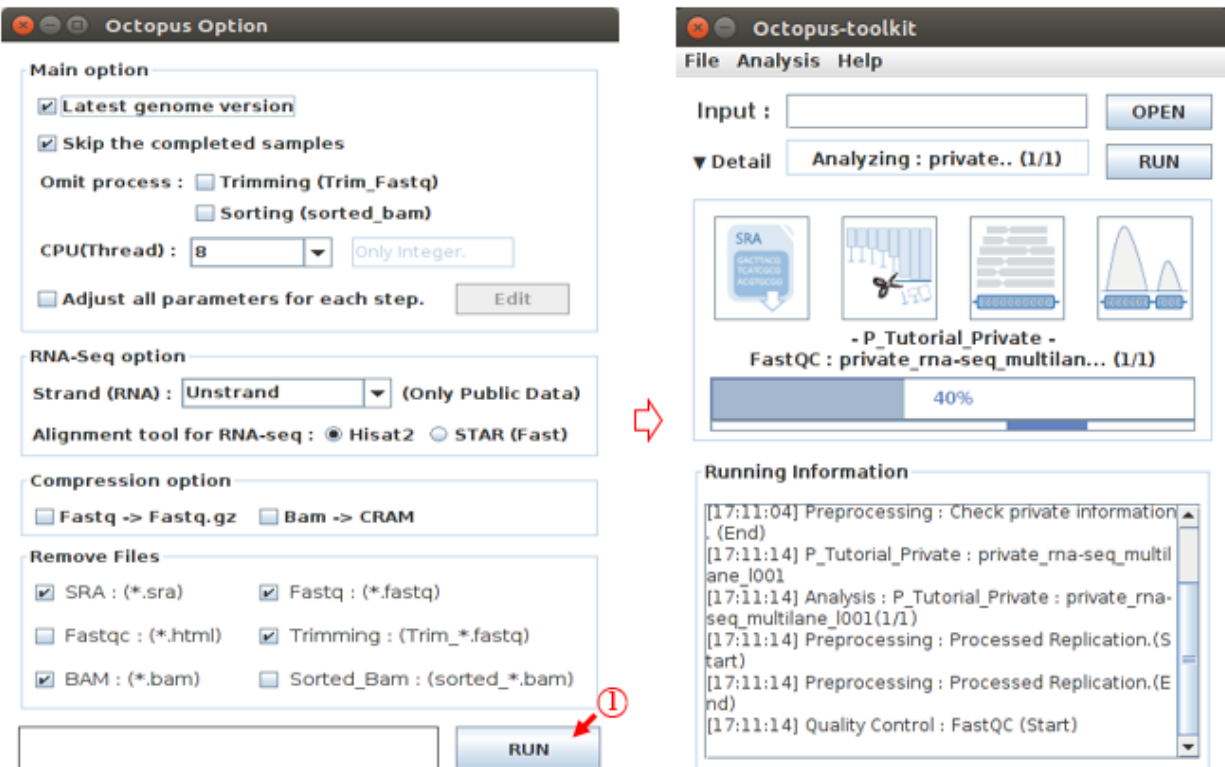 Octopus Option
Main option
Latest genome version
Skip the completed samples
Omit process : Trimming (Trim_Fastq)
Sorting (sorted_bam)
CPU(Thread) : 8 Only Integer.
Adjust all parameters for each step. Edit
RNA-Seq option
Strand (RNA) : Unstrand (Only Public Data)
Alignment tool for RNA-seq : Hisat2 STAR (Fast)
Compression option
Fastq -> Fastq.gz Bam -> CRAM
Remove Files
SRA : (*.sra) Fastq : (*.fastq)
Fastqc : (*.html) Trimming : (Trim_*.fastq)
BAM : (*.bam) Sorted_Bam : (sorted_*.bam)
①
RUN
Octopus-toolkit
File Analysis Help
Input : OPEN
▼ Detail Analyzing : private.. (1/1) RUN
SRA
GACTTACG
TCATCGCG
ACGTGCGG
- P_Tutorial_Private -
FastQC : private_rna-seq_multilan... (1/1)
40%
Running Information
[17:11:04] Preprocessing : Check private information
. (End)
[17:11:14] P_Tutorial_Private : private_rna-seq_multil
ane_l001
[17:11:14] Analysis : P_Tutorial_Private : private_rna-
seq_multilane_l001(1/1)
[17:11:14] Preprocessing : Processed Replication.(S
tart)
[17:11:14] Preprocessing : Processed Replication.(E
nd)
[17:11:14] Quality Control : FastQC (Start)